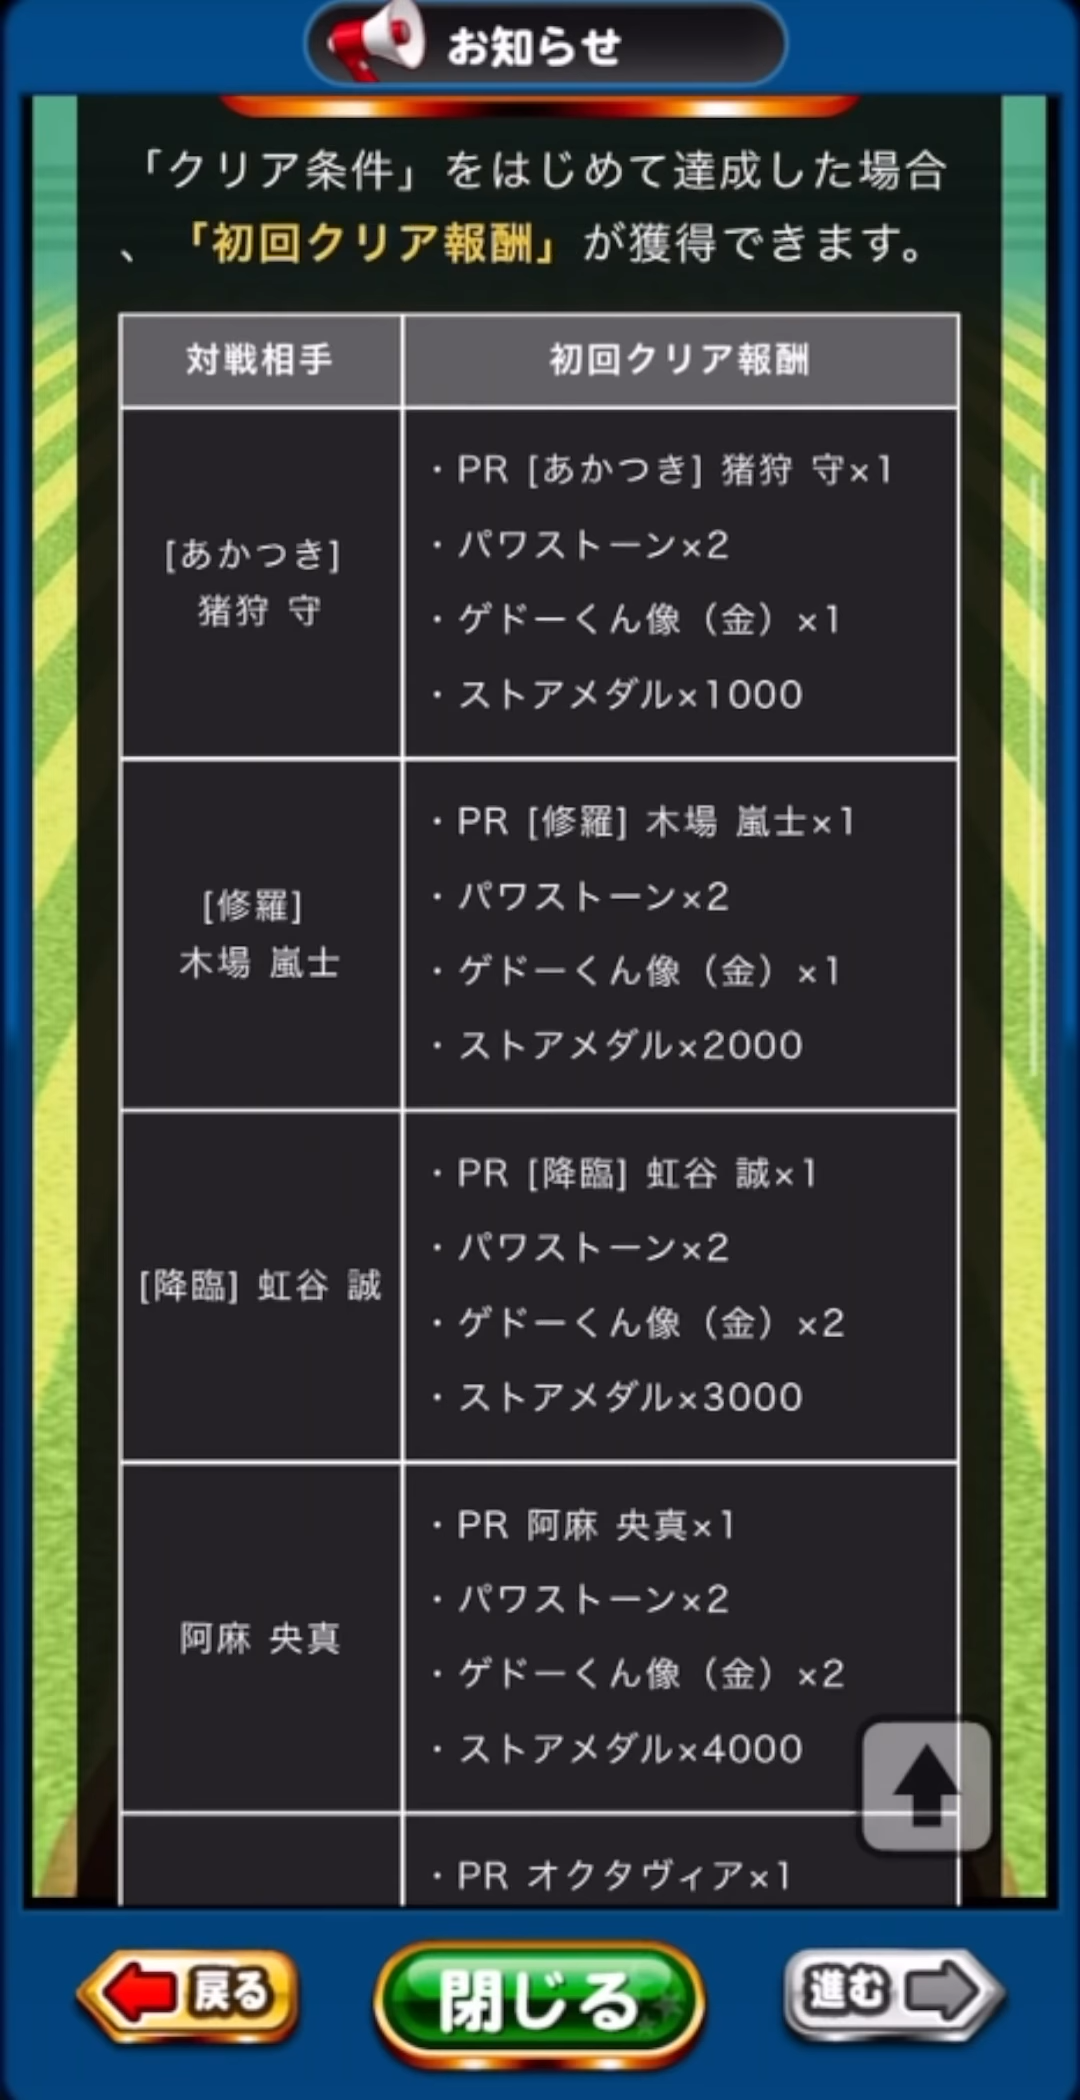 お知らせ
「クリア条件」をはじめて達成した場合
、「初回クリア報酬」が獲得できます。
対戦相手
初回クリア報酬
[あかつき]
猪狩 守
・PR [あかつき] 猪狩 守×1
・パワストーン×2
・ゲドーくん像（金）×1
・ストアメダル×1000
[修羅]
木場 嵐士
・PR [修羅] 木場 嵐士×1
・パワストーン×2
・ゲドーくん像（金）×1
・ストアメダル×2000
[降臨] 虹谷 誠
・PR [降臨] 虹谷 誠×1
・パワストーン×2
・ゲドーくん像（金）×2
・ストアメダル×3000
阿麻 央真
・PR 阿麻 央真×1
・パワストーン×2
・ゲドーくん像（金）×2
・ストアメダル×4000
・PR オクタヴィア×1
戻る
閉じる
進む